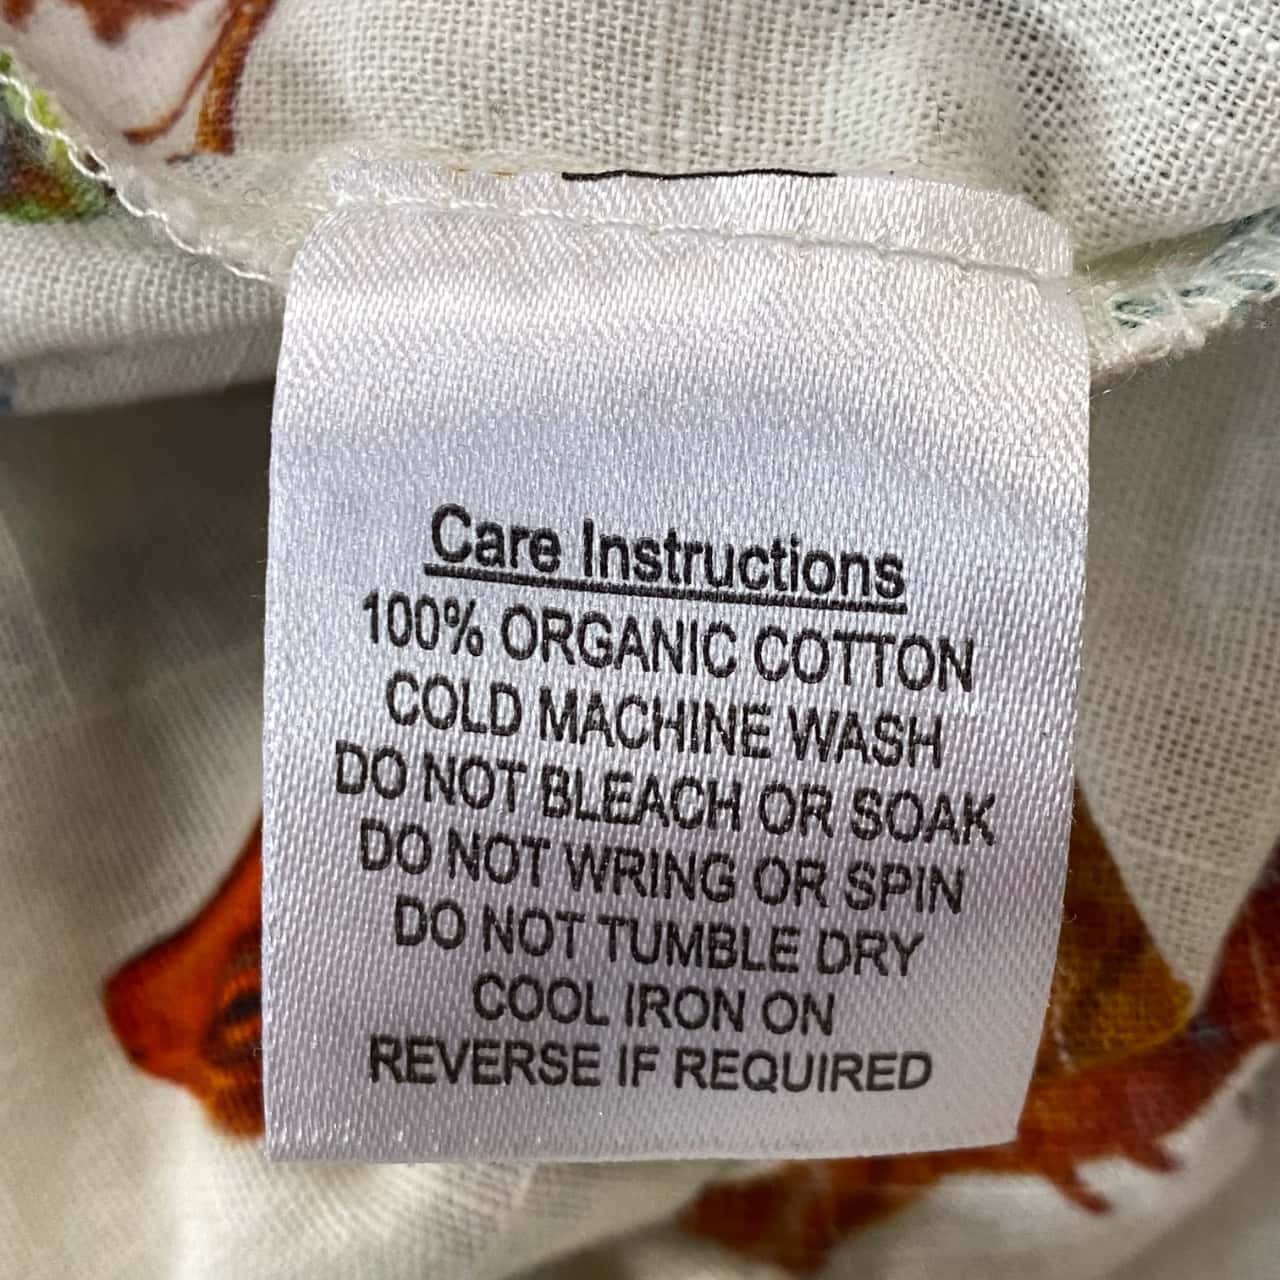 Care Instructions
100% ORGANIC COTTON
COLD MACHINE WASH
DO NOT BLEACH OR SOAK
DO NOT WRING OR SPIN
DO NOT TUMBLE DRY
COOL IRON ON
REVERSE IF REQUIRED